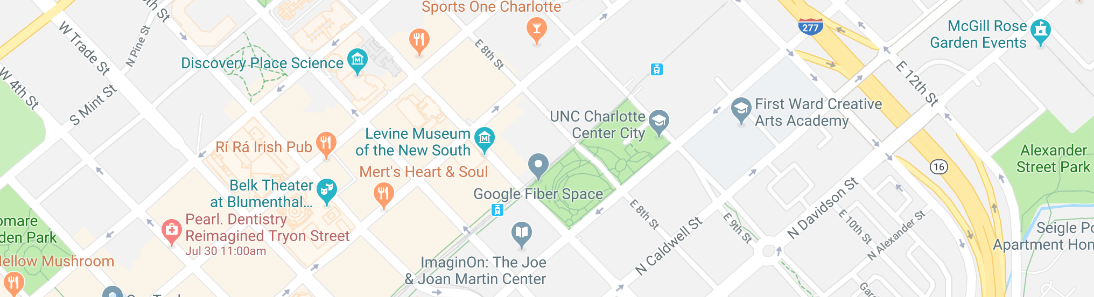 Sports One Charlotte
W Trade St
N Pine St
E 8th St
277
McGill Rose
Garden Events
Discovery Place Science
W 4th St
S Mint St
E 12th St
UNC Charlotte
Center City
First Ward Creative
Arts Academy
Levine Museum
of the New South
Rí Rá Irish Pub
Mert's Heart & Soul
Alexander
Street Park
16
Google Fiber Space
Belk Theater
at Blumenthal...
Pearl. Dentistry
Reimagined Tryon Street
Jul 30 11:00am
E 8th St
E 9th St
N Caldwell St
N Davidson St
E 10th St
N Alexander St
Seigle Po
Apartment Hom
omare
den Park
Mellow Mushroom
ImaginOn: The Joe
& Joan Martin Center